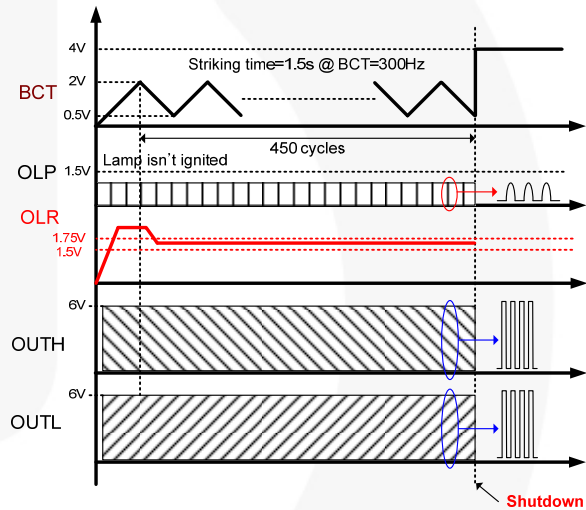 4V
Striking time=1.5s @ BCT=300Hz
BCT
2V
0.5V
450 cycles
Lamp isn't ignited
OLP
1.5V
OLR
1.75V
1.5V
6V
OUTH
6V
OUTL
Shutdown